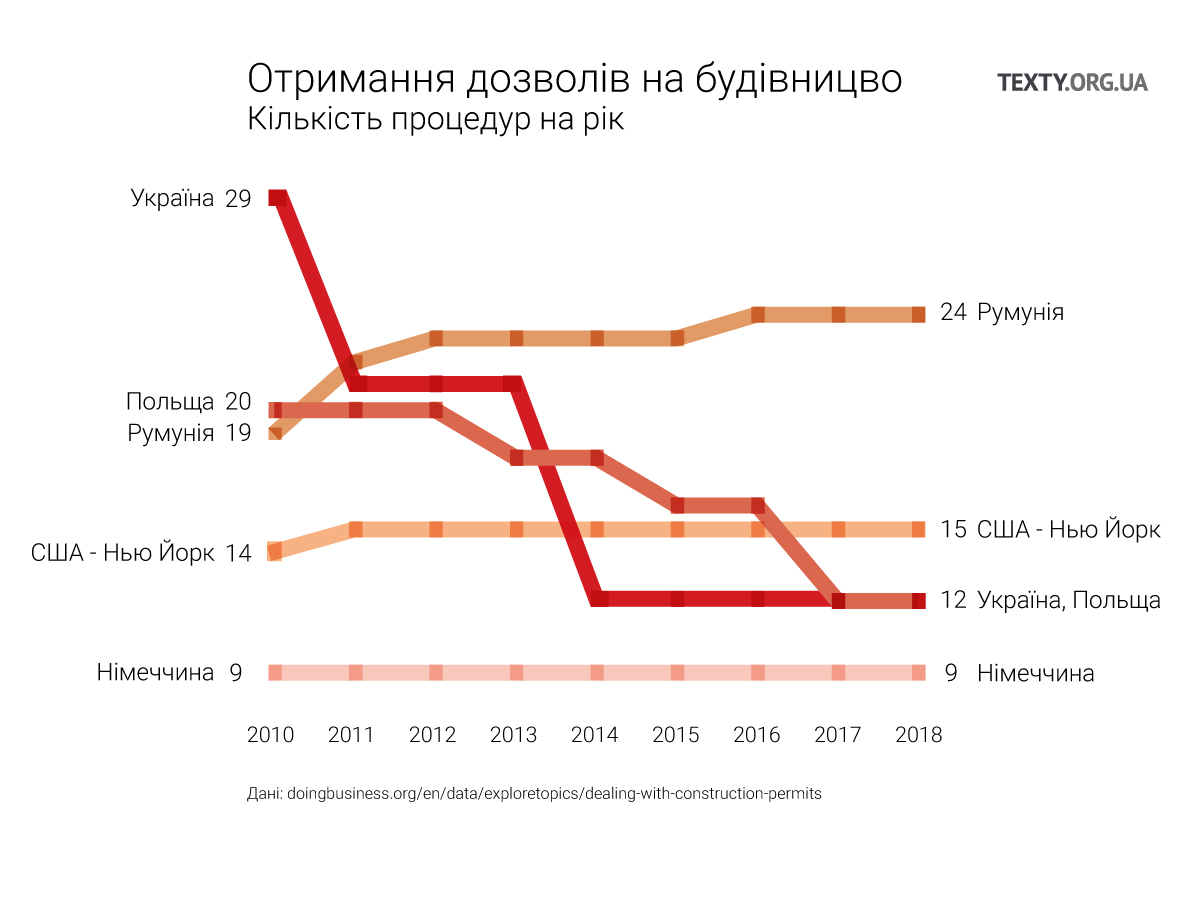 Отримання дозволів на будівницво
TEXTY.ORG.UA
Кількість процедур на рік
Україна 29
24 Румунія
Польща 20
Румунія 19
15 США - Нью Йорк
США - Нью Йорк 14
12 Україна, Польща
Німеччина 9
9 Німеччина
2010 2011 2012 2013 2014 2015 2016 2017 2018
Дані: doingbusiness.org/en/data/exploretopics/dealing-with-construction-permits